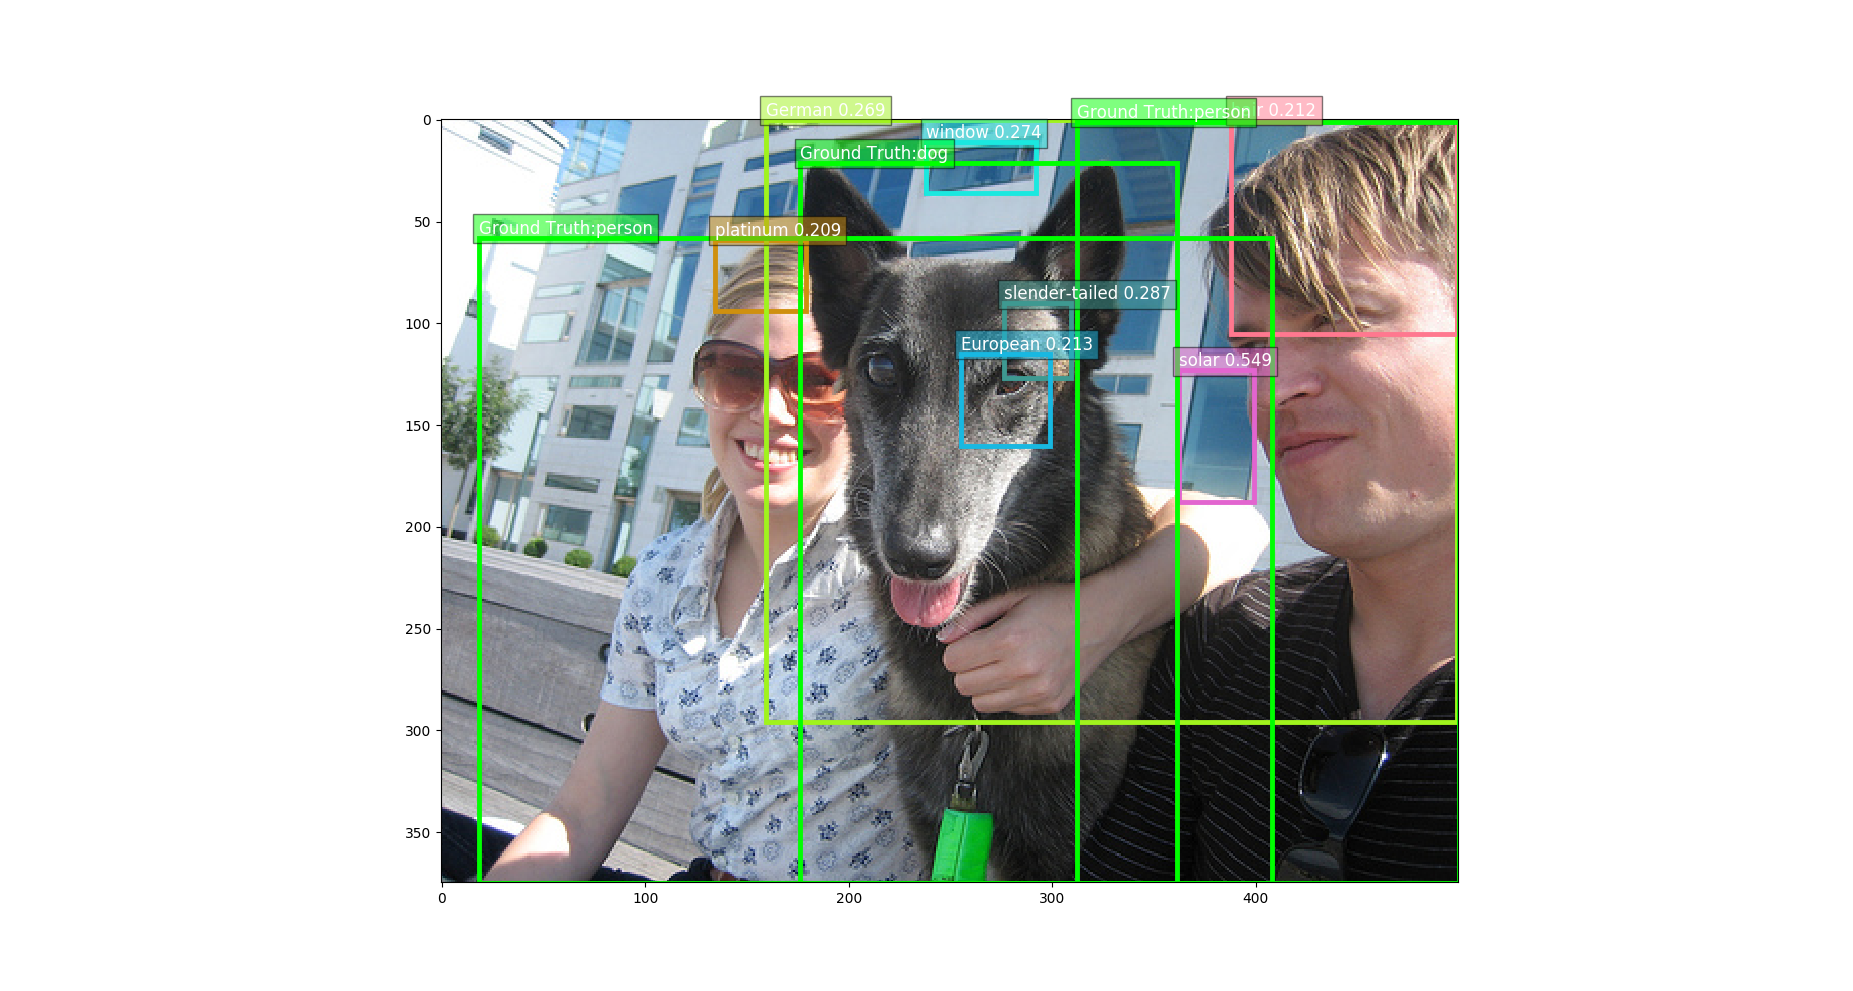 German 0.269
Ground Truth:person
r 0.212
window 0.274
Ground Truth:dog
Ground Truth:person
platinum 0.209
slender-tailed 0.287
European 0.213
solar 0.549
0
50
100
150
200
250
300
350
0
100
200
300
400